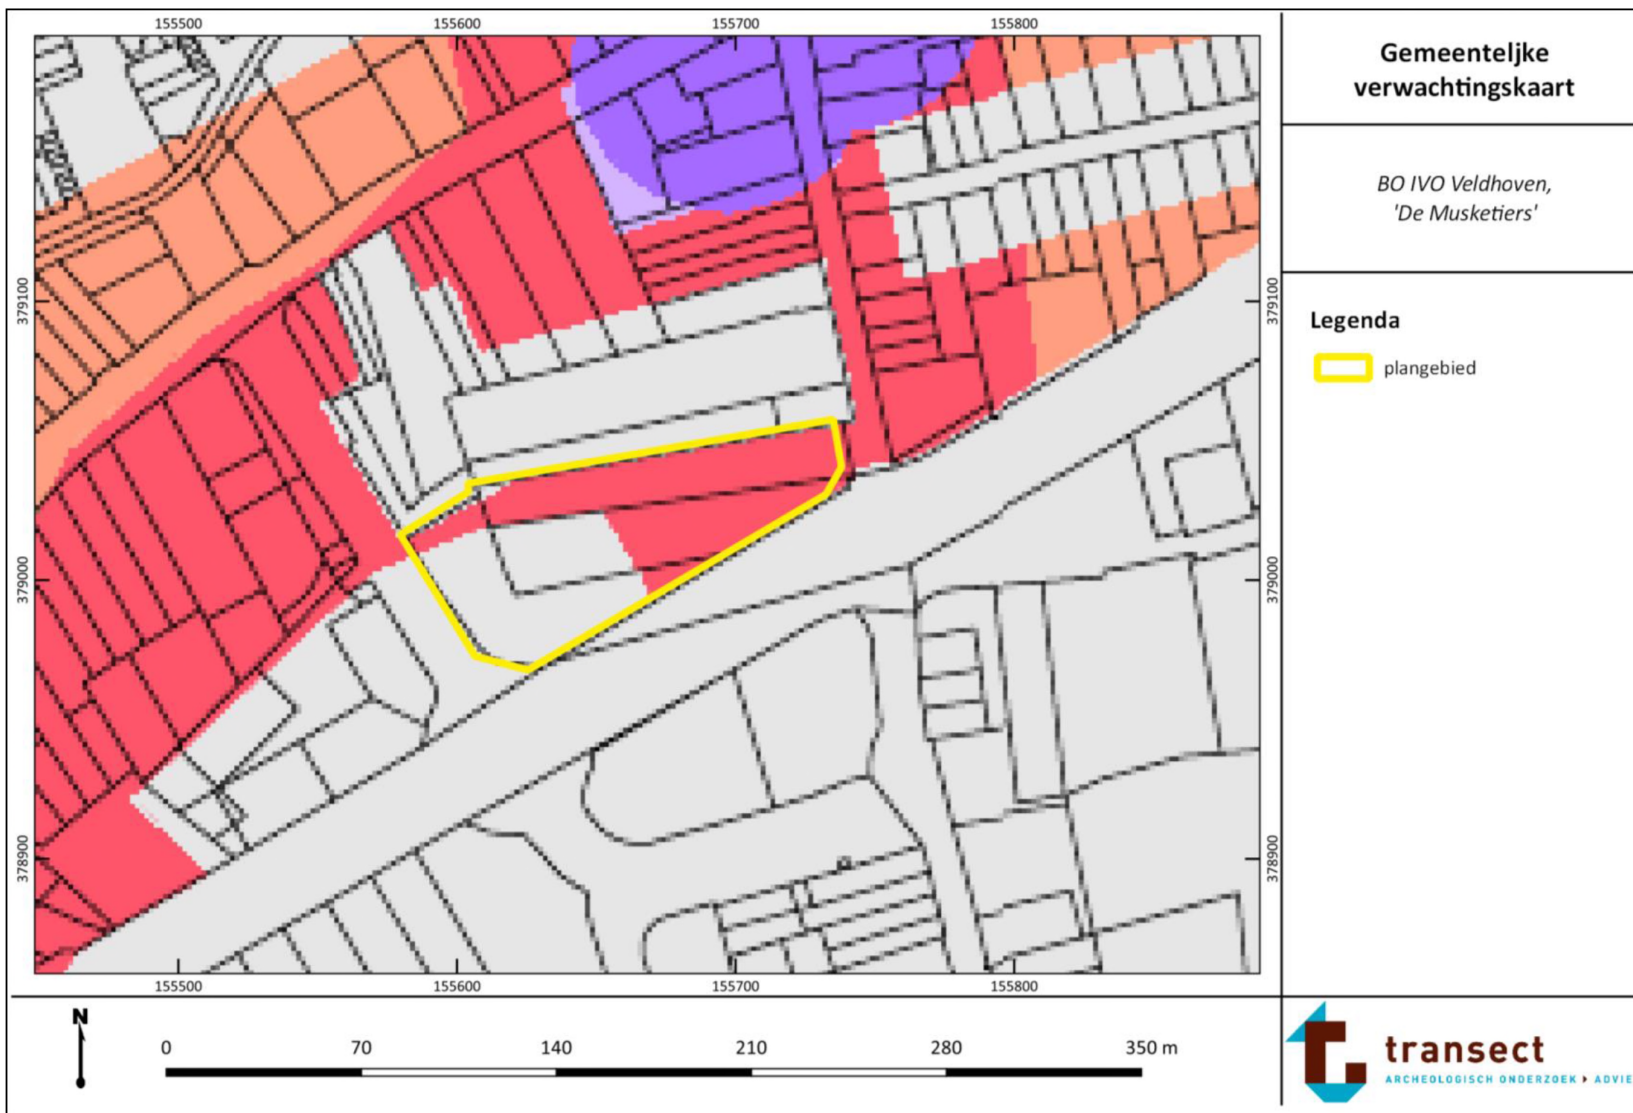 155500
155600
155700
155800
379100
379000
378900
379100
379000
378900
155500
155600
155700
155800
Gemeenteljke
verwachtingskaart
BO IVO Veldhoven,
'De Musketiers'
Legenda
plangebied
N
0 70 140 210 280 350 m
transect
ARCHEOLOGISCH ONDERZOEK ▸ ADVIE